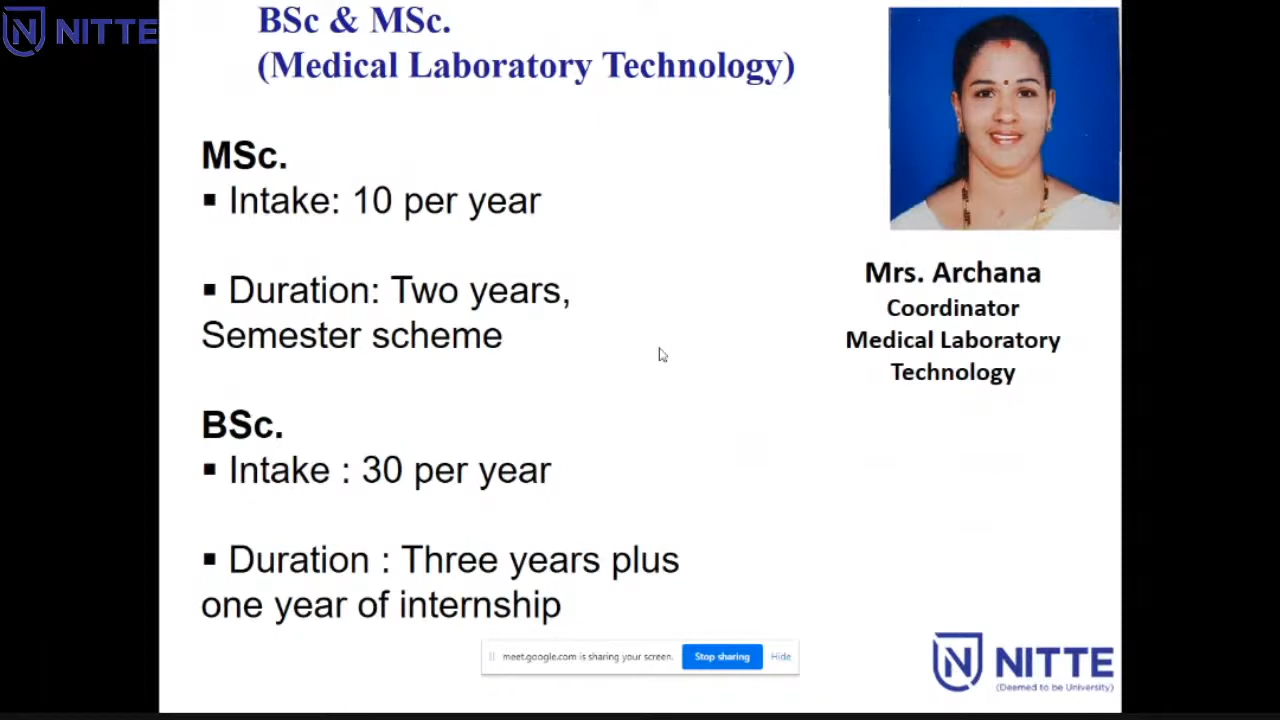 NITTE
BSc & MSc.
(Medical Laboratory Technology)
MSc.
▪ Intake: 10 per year
▪ Duration: Two years,
Semester scheme
BSc.
▪ Intake : 30 per year
▪ Duration : Three years plus
one year of internship
Mrs. Archana
Coordinator
Medical Laboratory
Technology
meet.google.com is sharing your screen.
Stop sharing
Hide
NITTE
(Deemed to be University)